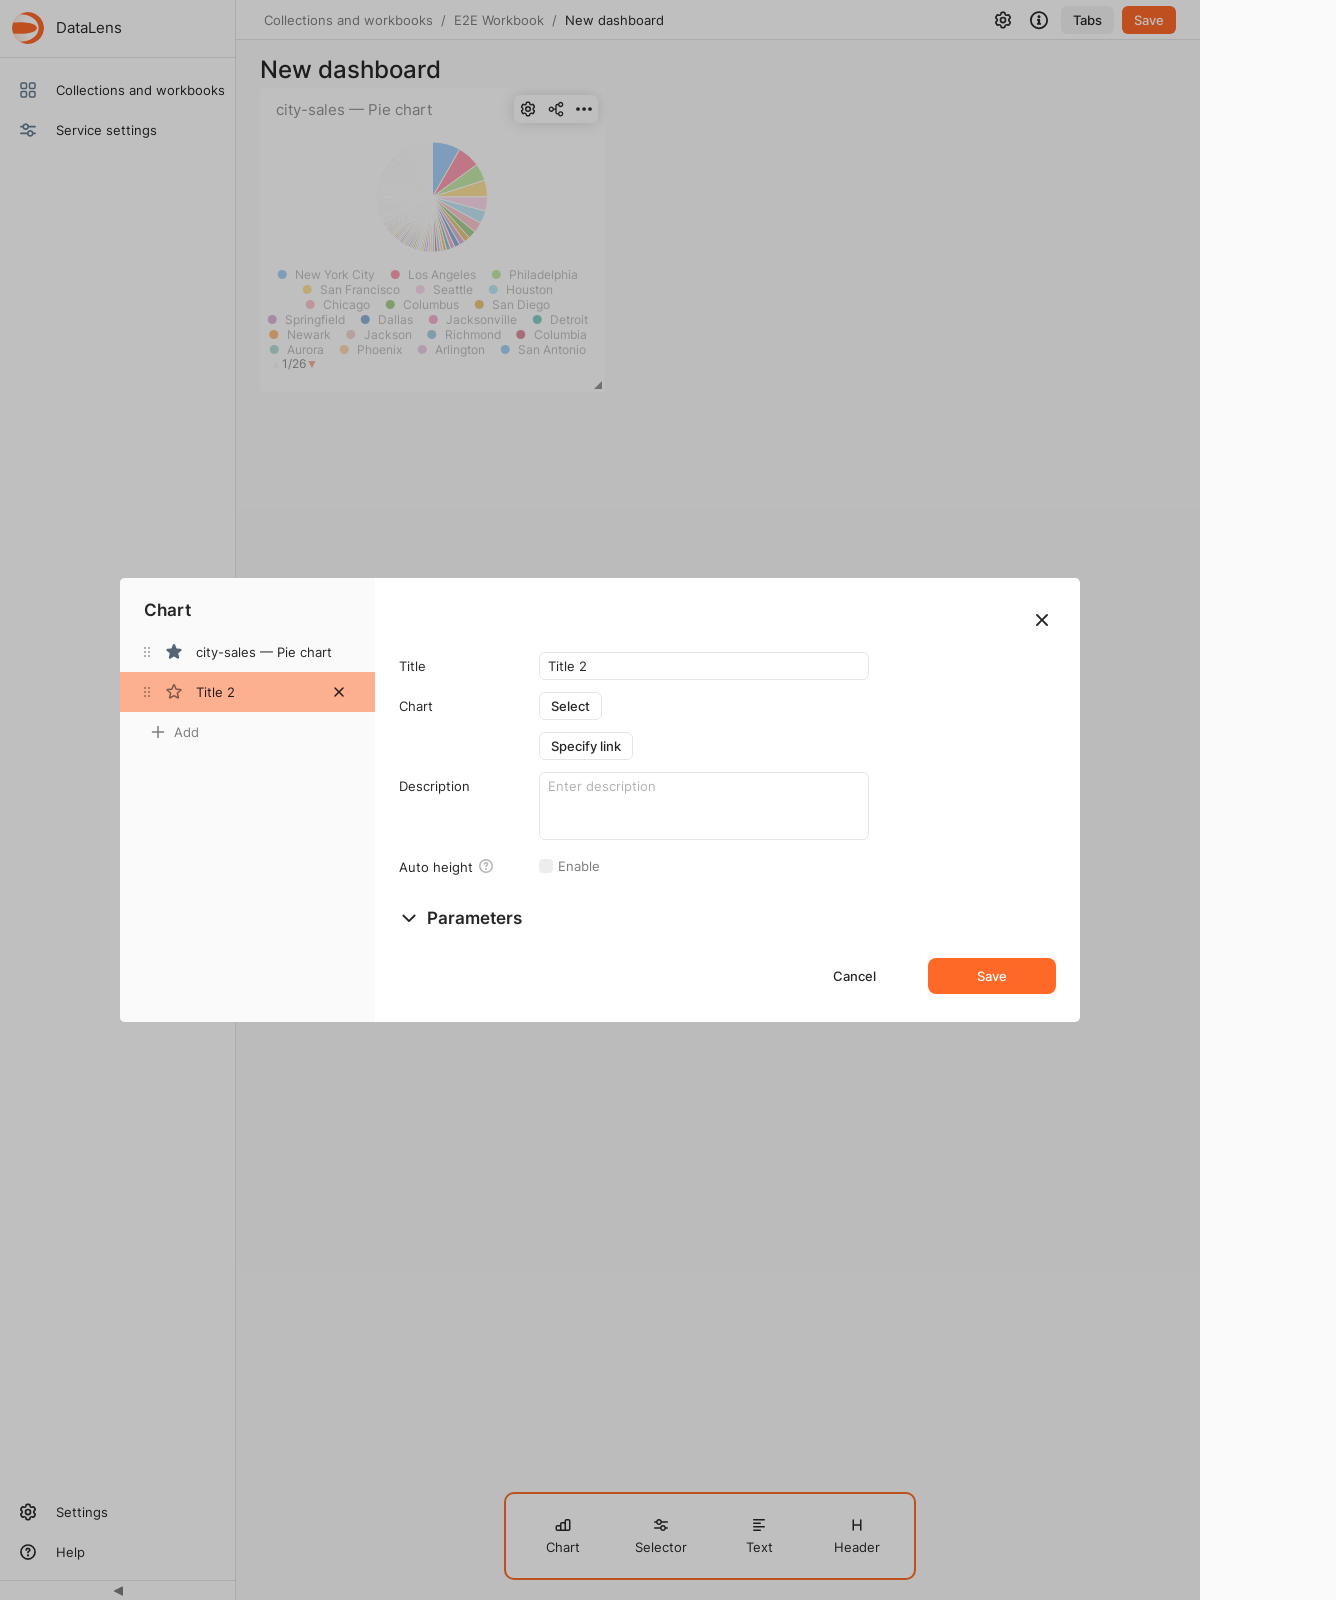 DataLens
Collections and workbooks / E2E Workbook / New dashboard
Tabs
Save
Collections and workbooks
Service settings
New dashboard
city-sales — Pie chart
New York City Los Angeles Philadelphia
San Francisco Seattle Houston
Chicago Columbus San Diego
Springfield Dallas Jacksonville Detroit
Newark Jackson Richmond Columbia
Aurora Phoenix Arlington San Antonio
1/26
Chart
city-sales — Pie chart
Title 2
Add
Title
Title 2
Chart
Select
Specify link
Description
Enter description
Auto height
Enable
Parameters
Cancel
Save
Settings
Help
Chart
Selector
Text
Header